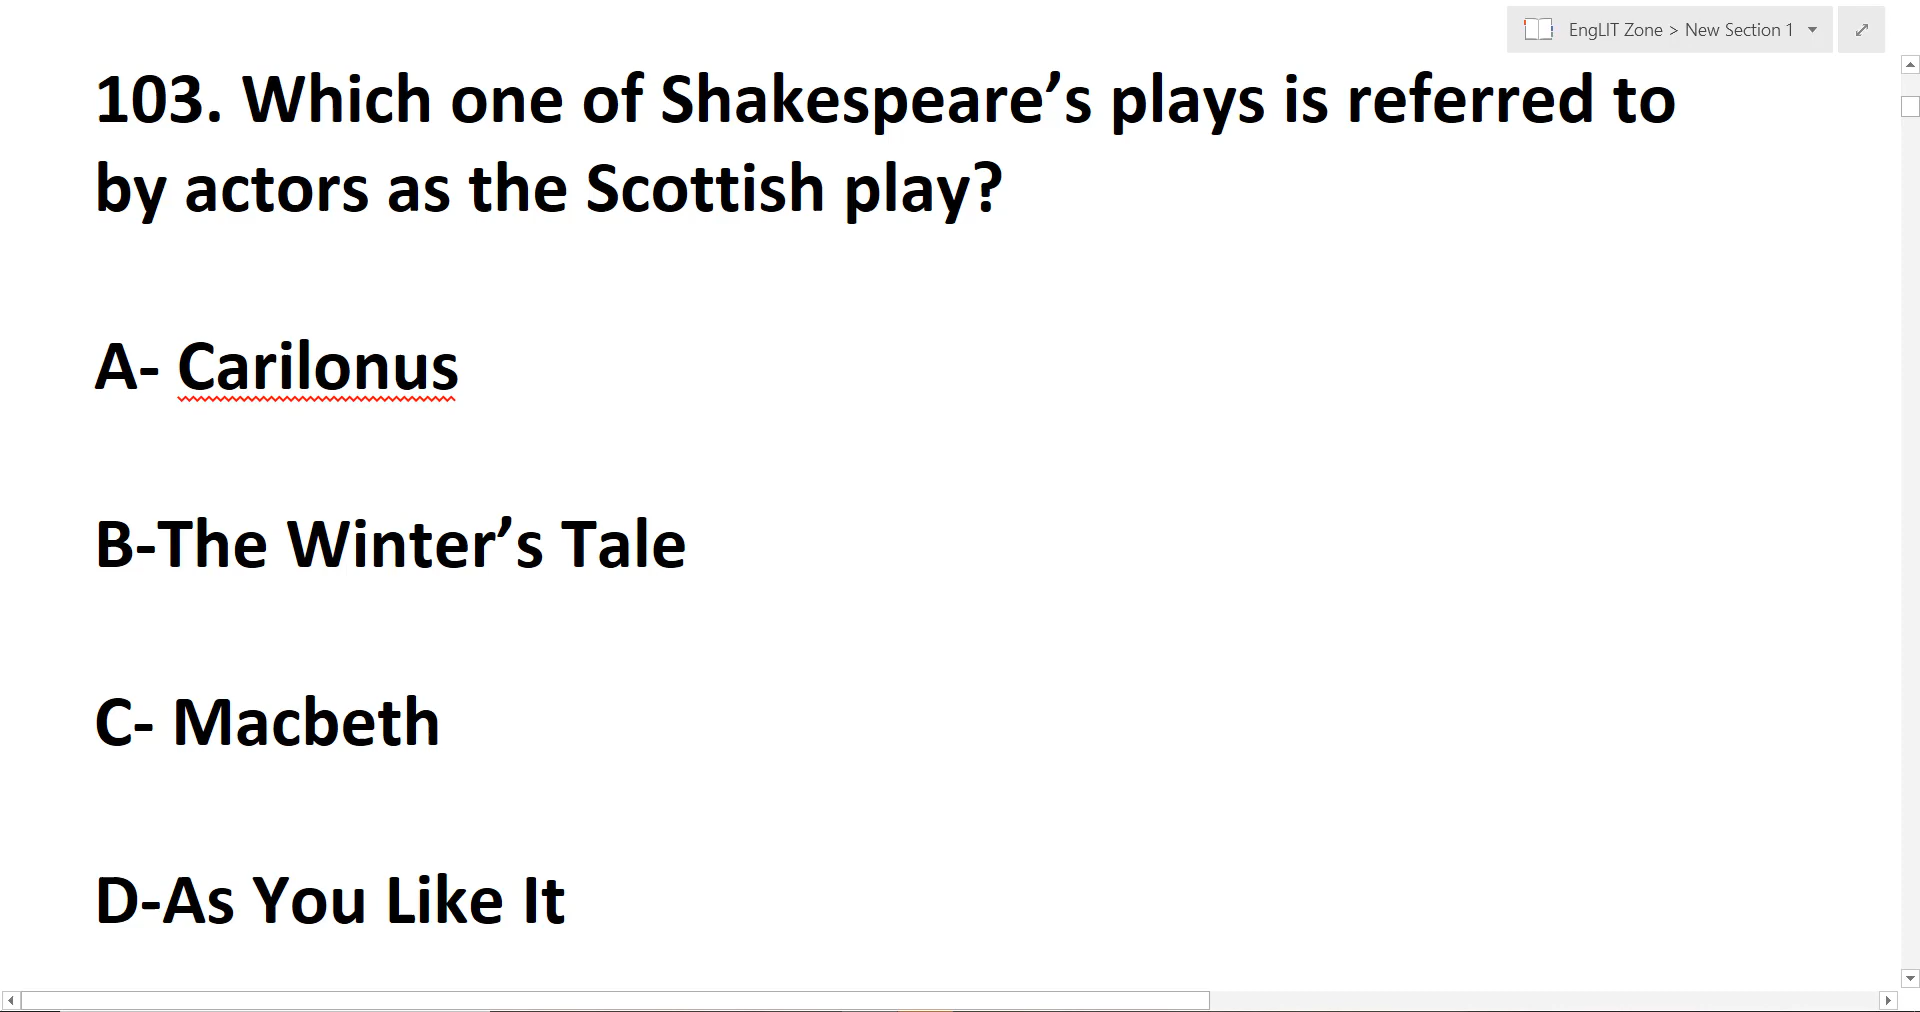 EngLIT Zone > New Section 1
103. Which one of Shakespeare’s plays is referred to
by actors as the Scottish play?
A- Carilonus
B-The Winter’s Tale
C- Macbeth
D-As You Like It